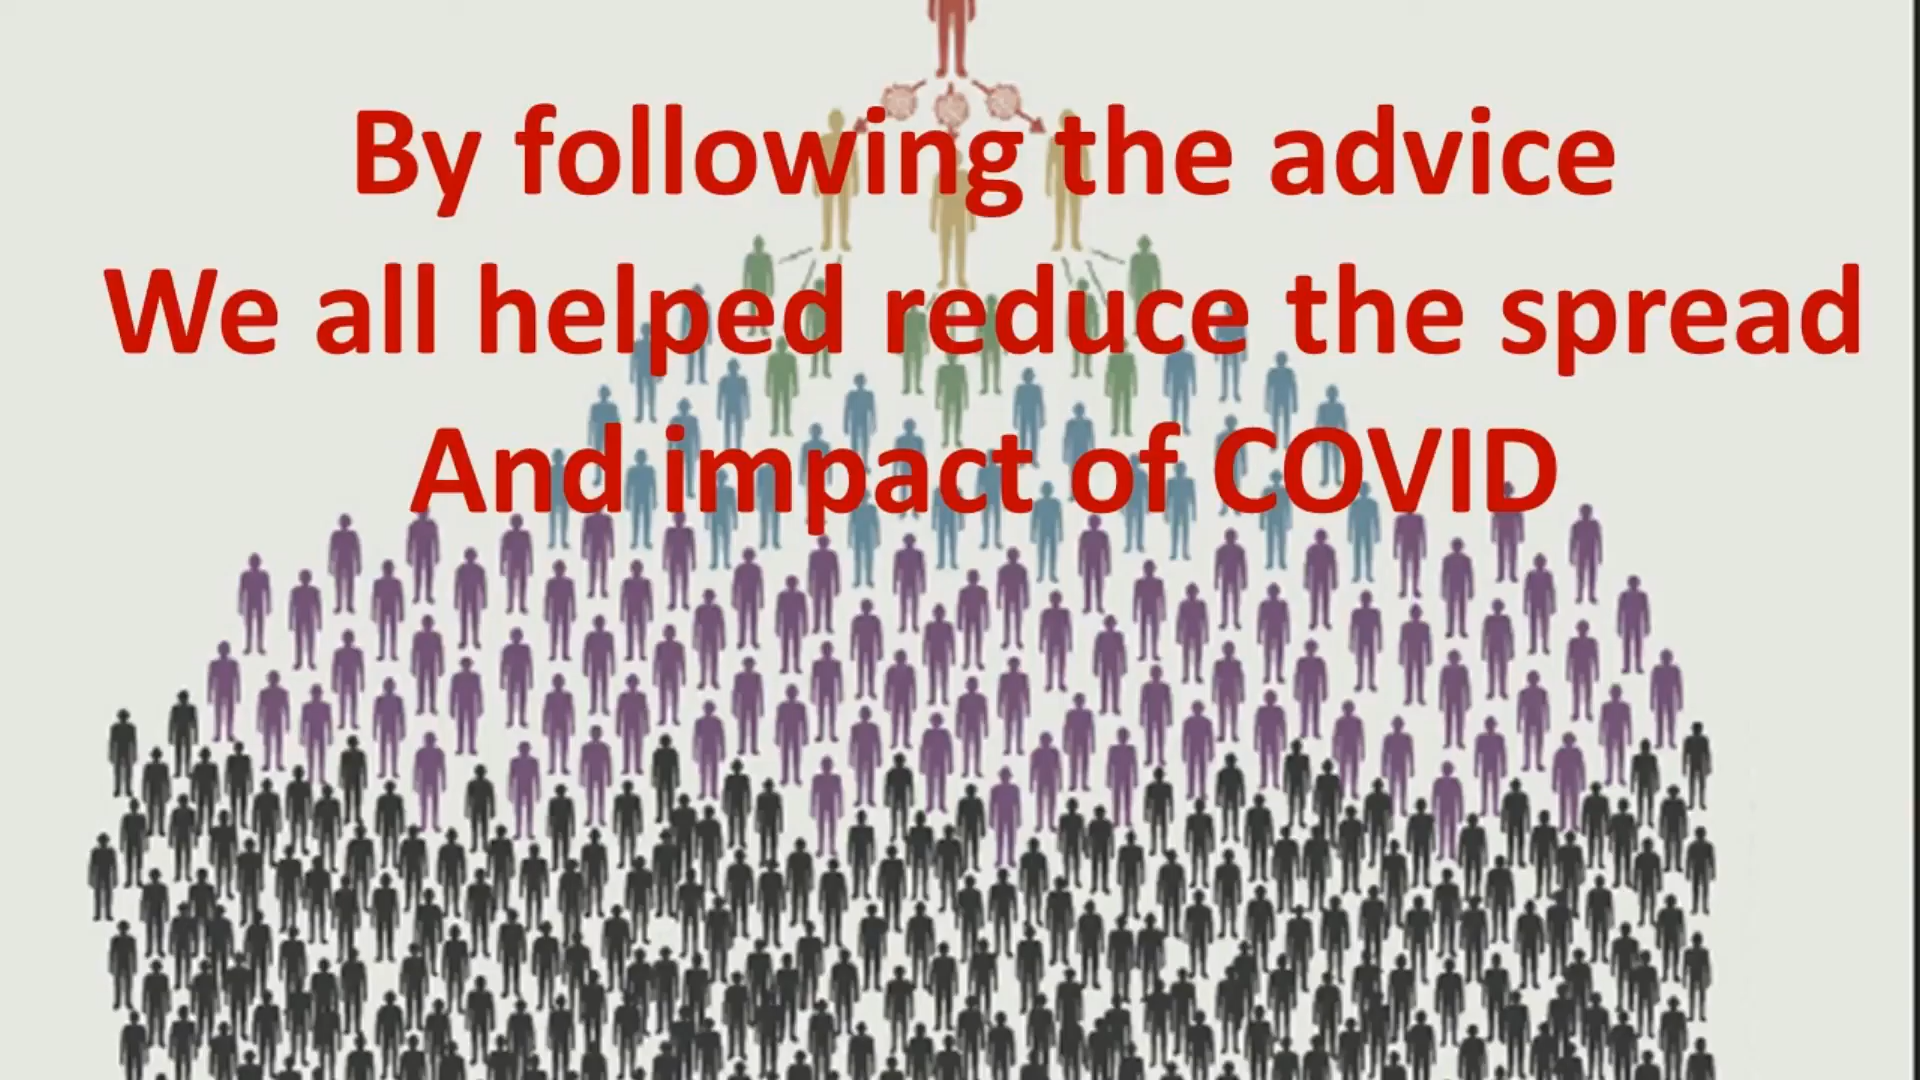 By following the advice
We all helped reduce the spread
And impact of COVID